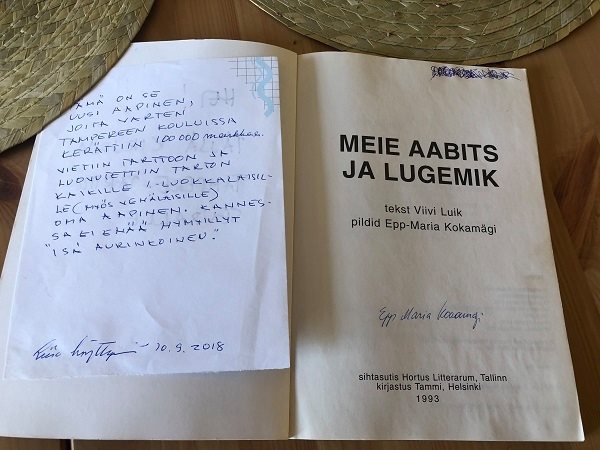 TÄMÄ ON SE
UUSI AAPINEN,
JOITA VARTEN
TAMPEREEN KOULUISSA
KERÄTTIIN 100 000 markkaa.
VIETIIN TARTTOON JA
LUOVUTETTIIN TARTON
KAIKILLE 1-LUOKKALAISIL-
LE (MYÖS VENÄLÄISILLE)
OMA AAPINEN. KANNES-
SA EI ENÄÄ HYMYILLYT
"ISÄ AURINKOINEN."
10.9.2018
MEIE AABITS
JA LUGEMIK
tekst Viivi Luik
pildid Epp-Maria Kokamägi
Epp Maria Kokamägi
sihtasutis Hortus Litterarum, Tallinn
kirjastus Tammi, Helsinki
1993